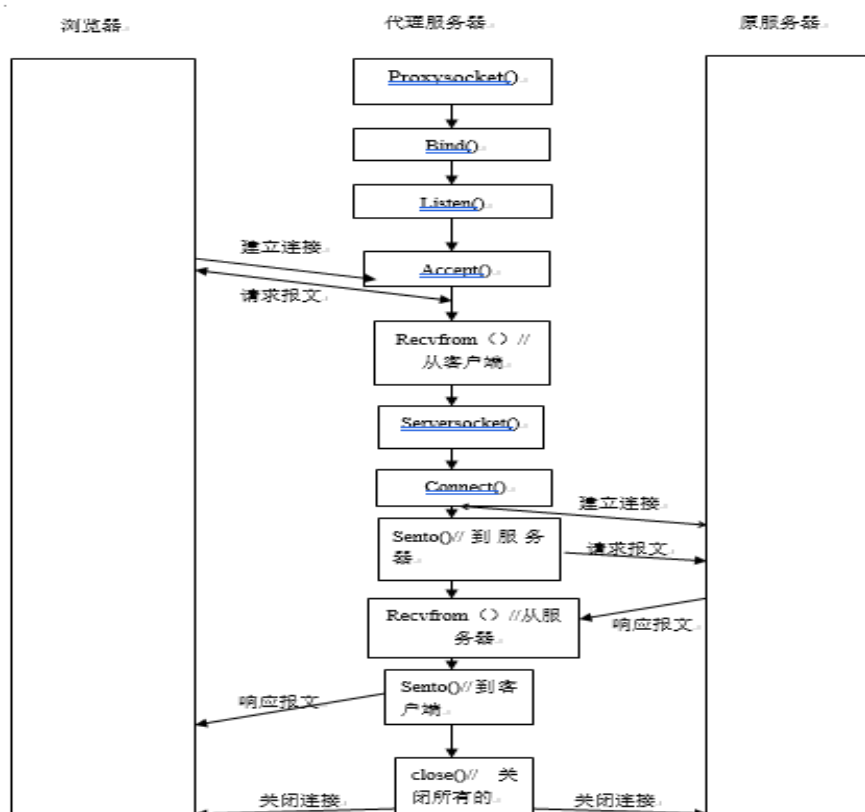 浏览器
代理服务器
原服务器
Proxysocket()
Bind()
Listen()
建立连接
Accept()
请求报文
Recvfrom（）//
从客户端
Serversocket()
Connect()
建立连接
Sento()// 到 服 务
器
请求报文
Recvfrom（）//从服
务器
响应报文
Sento()//到客
户端
响应报文
close()// 关
闭所有的
关闭连接
关闭连接